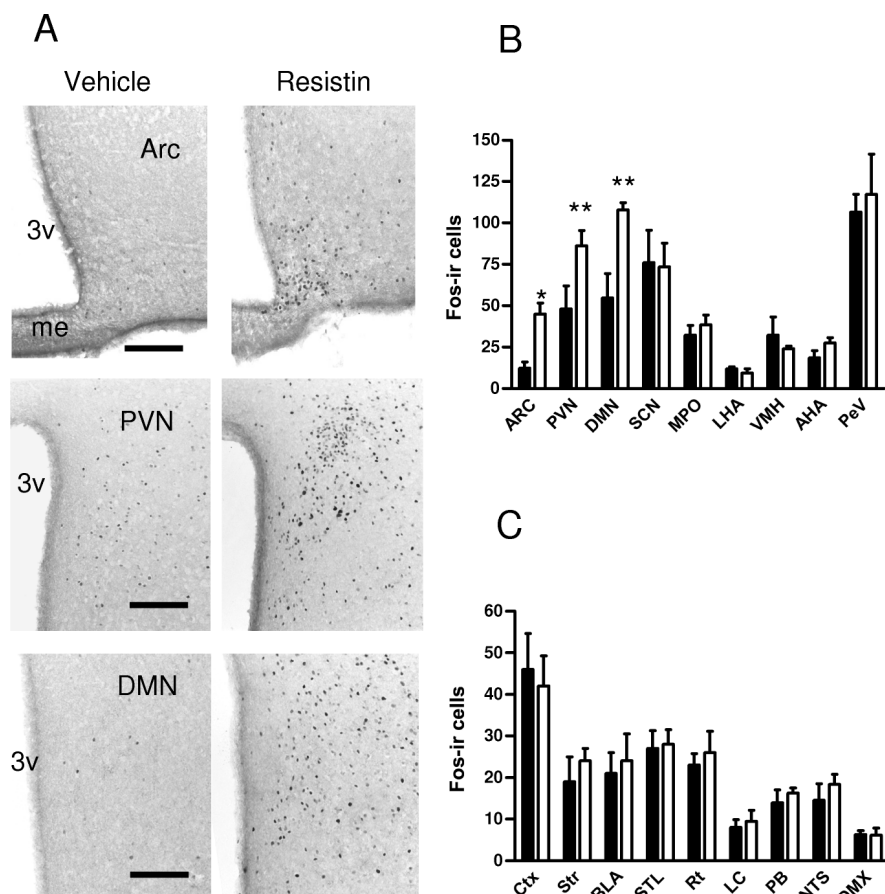 A
Vehicle
Resistin
Arc
3v
me
PVN
3v
DMN
3v
B
Fos-ir cells
150
125
100
75
50
25
0
*
**
**
ARC
PVN
DMN
SCN
MPO
LHA
VMH
AHA
PeV
C
Fos-ir cells
60
50
40
30
20
10
0
Ctx
Str
BLA
STL
Rt
LC
PB
NTS
DMX